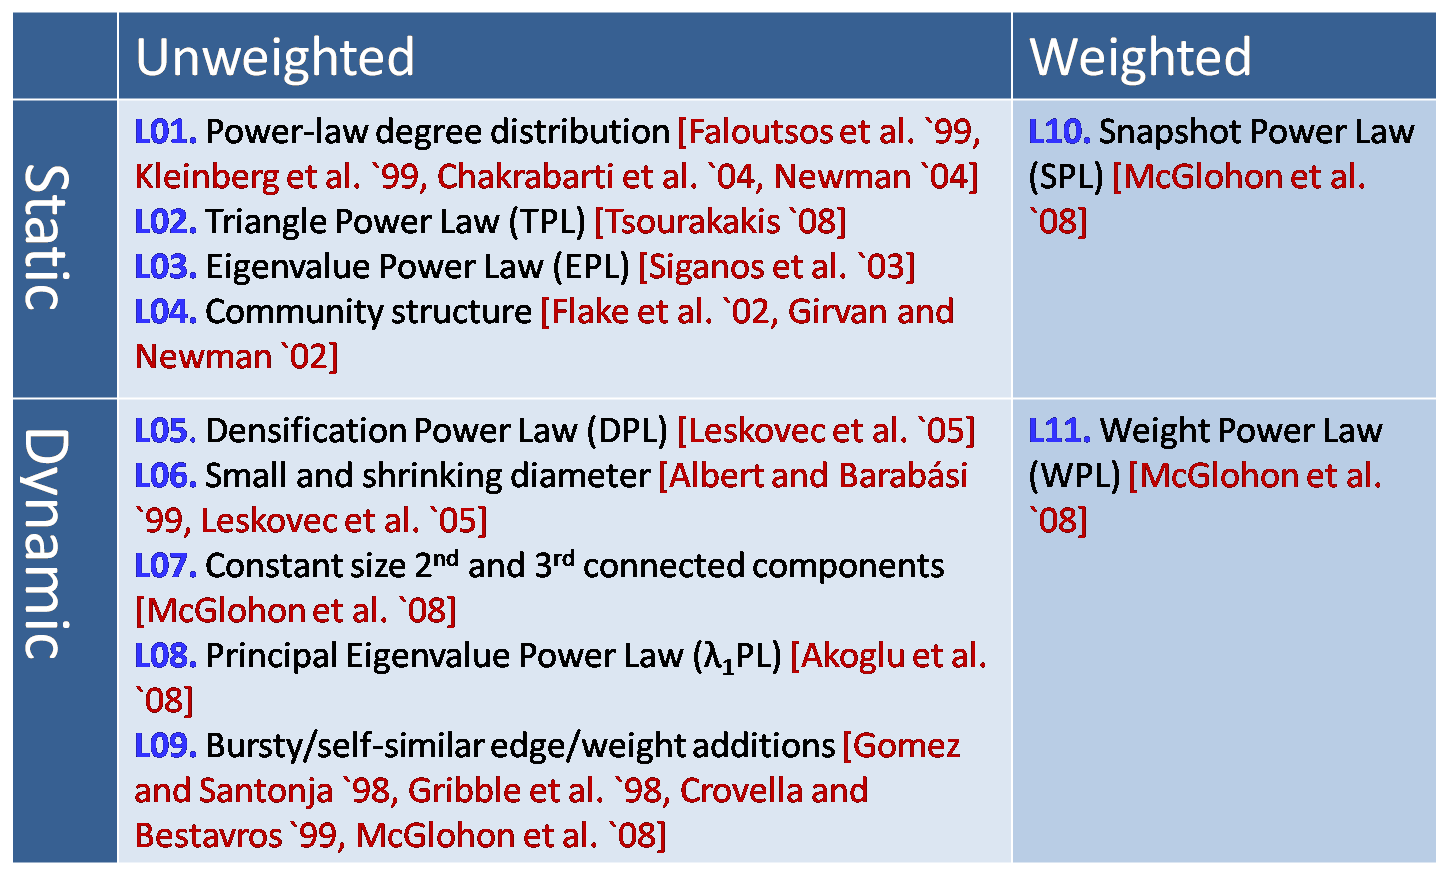 Unweighted
Weighted
Static
L01. Power-law degree distribution [Faloutsos et al. `99,
Kleinberg et al. `99, Chakrabarti et al. `04, Newman `04]
L02. Triangle Power Law (TPL) [Tsourakakis `08]
L03. Eigenvalue Power Law (EPL) [Siganos et al. `03]
L04. Community structure [Flake et al. `02, Girvan and
Newman `02]
L10. Snapshot Power Law
(SPL) [McGlohon et al.
`08]
Dynamic
L05. Densification Power Law (DPL) [Leskovec et al. `05]
L06. Small and shrinking diameter [Albert and Barabási
`99, Leskovec et al. `05]
L07. Constant size 2nd and 3rd connected components
[McGlohon et al. `08]
L08. Principal Eigenvalue Power Law (λ₁PL) [Akoglu et al.
`08]
L09. Bursty/self-similar edge/weight additions [Gomez
and Santonja `98, Gribble et al. `98, Crovella and
Bestavros `99, McGlohon et al. `08]
L11. Weight Power Law
(WPL) [McGlohon et al.
`08]